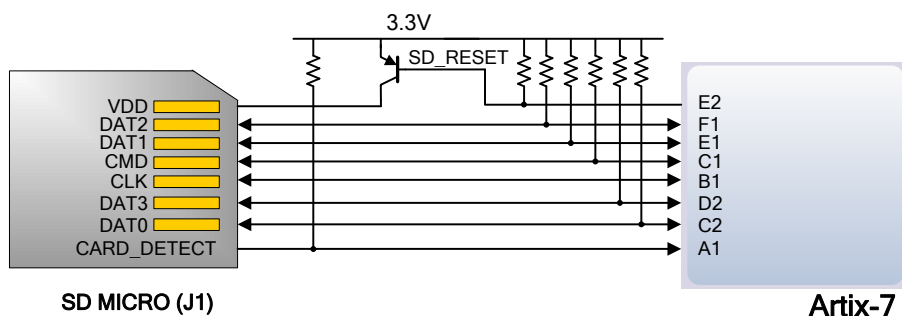 3.3V
SD_RESET
VDD
DAT2
DAT1
CMD
CLK
DAT3
DAT0
CARD_DETECT
E2
F1
E1
C1
B1
D2
C2
A1
SD MICRO (J1)
Artix-7